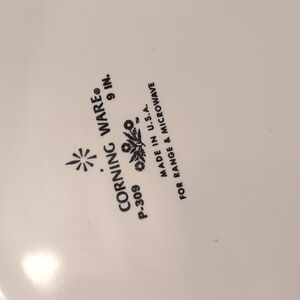 CORNING WARE®
P-309 9 IN.
MADE IN U.S.A.
FOR RANGE & MICROWAVE